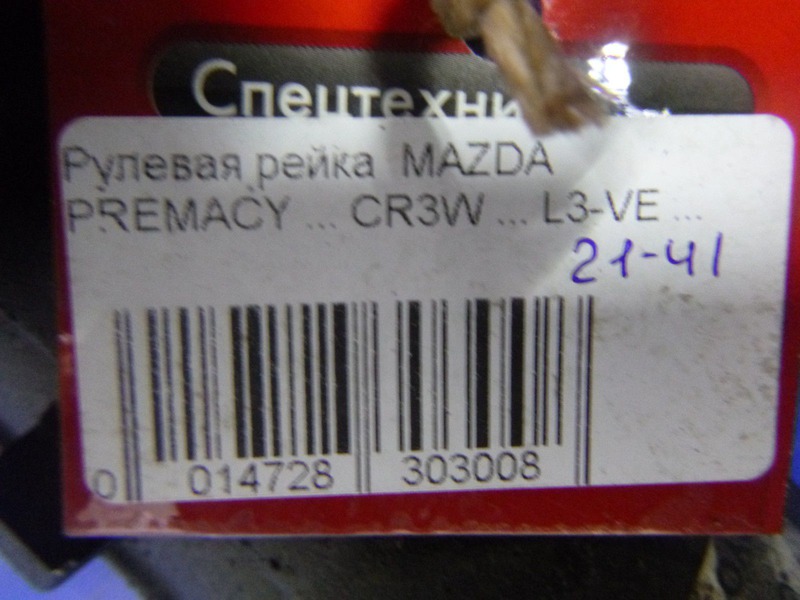 Спецтехни
Рулевая рейка MAZDA
PREMACY ... CR3W ... L3-VE ...
21-41
0 014728 303008